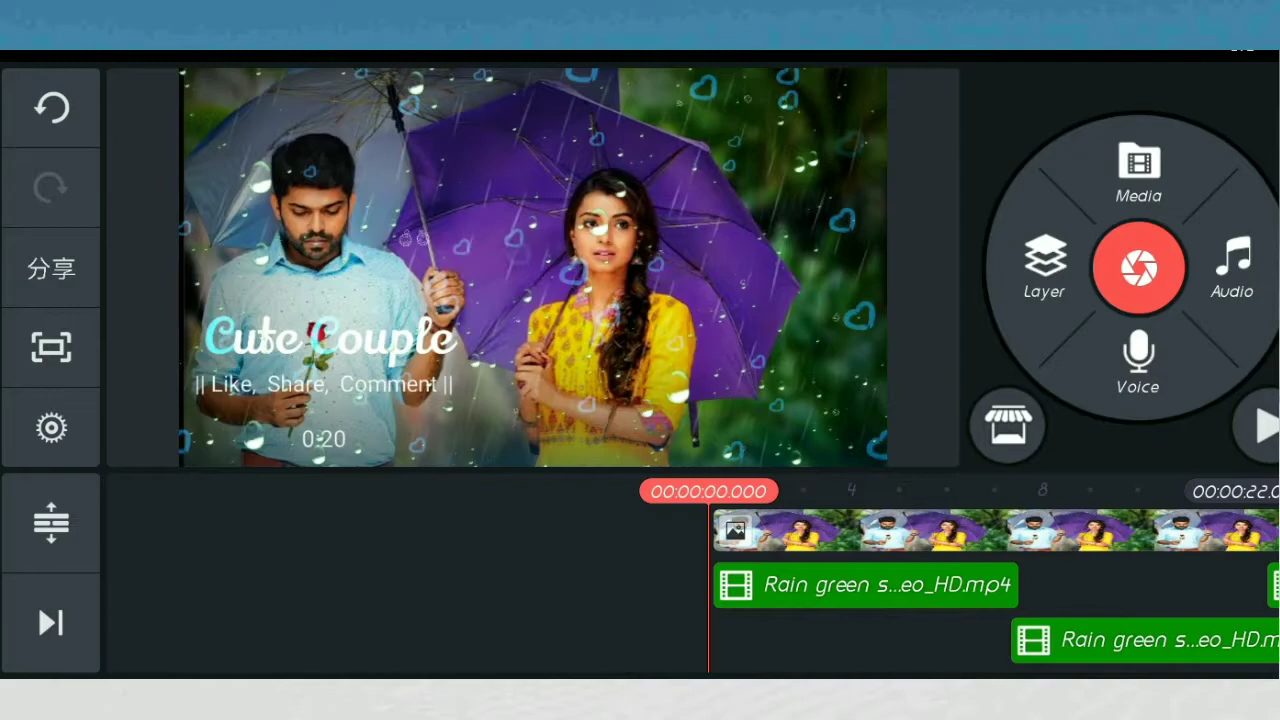 Media
分享
Layer
Audio
Cute Couple
|| Like, Share, Comment ||
Voice
0:20
00:00:00.000
4
8
00:00:22.0
Rain green s...eo_HD.mp4
Rain green s...eo_HD.m